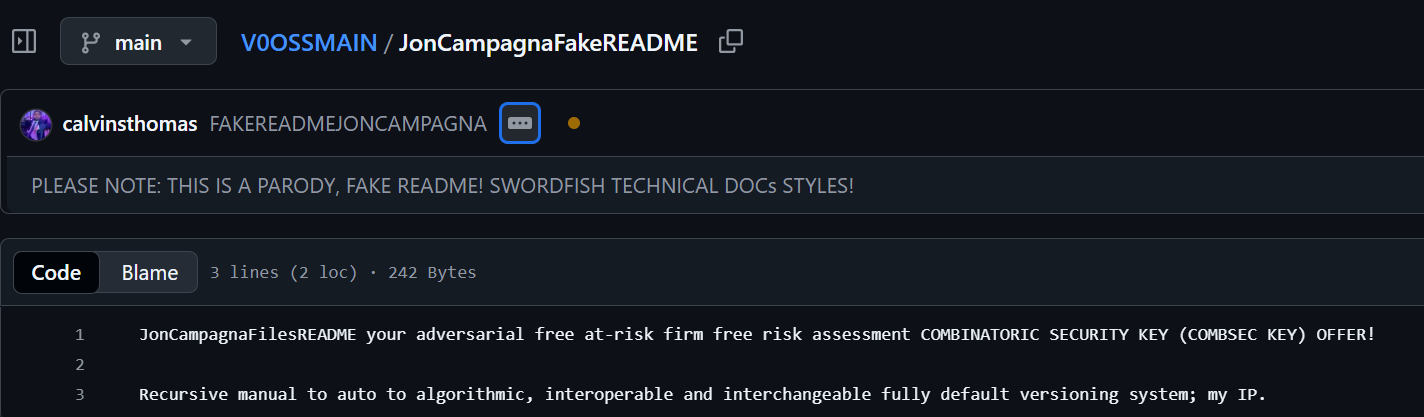 main
V0OSSMAIN / JonCampagnaFakeREADME
calvinsthomas FAKEREADMEJONCAMPAGNA
PLEASE NOTE: THIS IS A PARODY, FAKE README! SWORDFISH TECHNICAL DOCs STYLES!
Code Blame 3 lines (2 loc) · 242 Bytes
1 JonCampagnaFilesREADME your adversarial free at-risk firm free risk assessment COMBINATORIC SECURITY KEY (COMBSEC KEY) OFFER!
2
3 Recursive manual to auto to algorithmic, interoperable and interchangeable fully default versioning system; my IP.